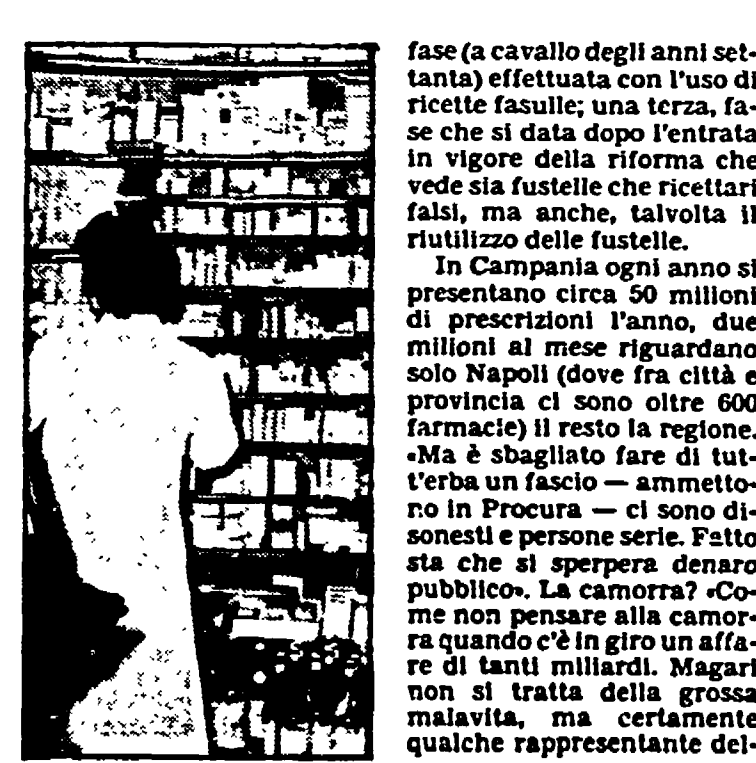 fase (a cavallo degli anni set-
tanta) effettuata con l'uso di
ricette fasulle; una terza, fa-
se che si data dopo l'entrata
in vigore della riforma che
vede sia fustelle che ricettari
falsi, ma anche, talvolta il
riutilizzo delle fustelle.
In Campania ogni anno si
presentano circa 50 milioni
di prescrizioni l'anno, due
milioni al mese riguardano
solo Napoli (dove fra città e
provincia ci sono oltre 600
farmacie) il resto la regione.
«Ma è sbagliato fare di tut-
t'erba un fascio — ammetto-
no in Procura — ci sono di-
sonesti e persone serie. Fatto
sta che si sperpera denaro
pubblico». La camorra? «Co-
me non pensare alla camor-
ra quando c'è in giro un affa-
re di tanti miliardi. Magari
non si tratta della grossa
malavita, ma certamente
qualche rappresentante del-